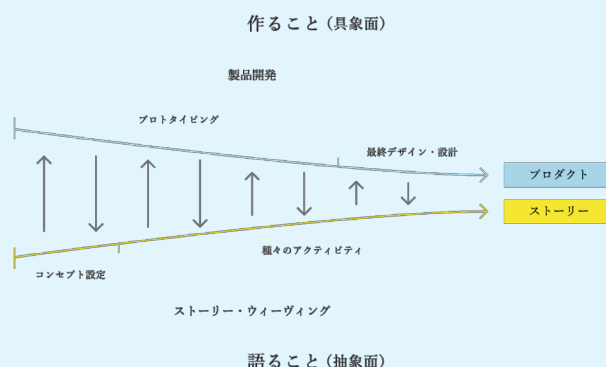 作ること（具象面）
製品開発
プロトタイピング
最終デザイン・設計
プロダクト
ストーリー
種々のアクティビティ
コンセプト設定
ストーリー・ウィーヴィング
語ること（抽象面）